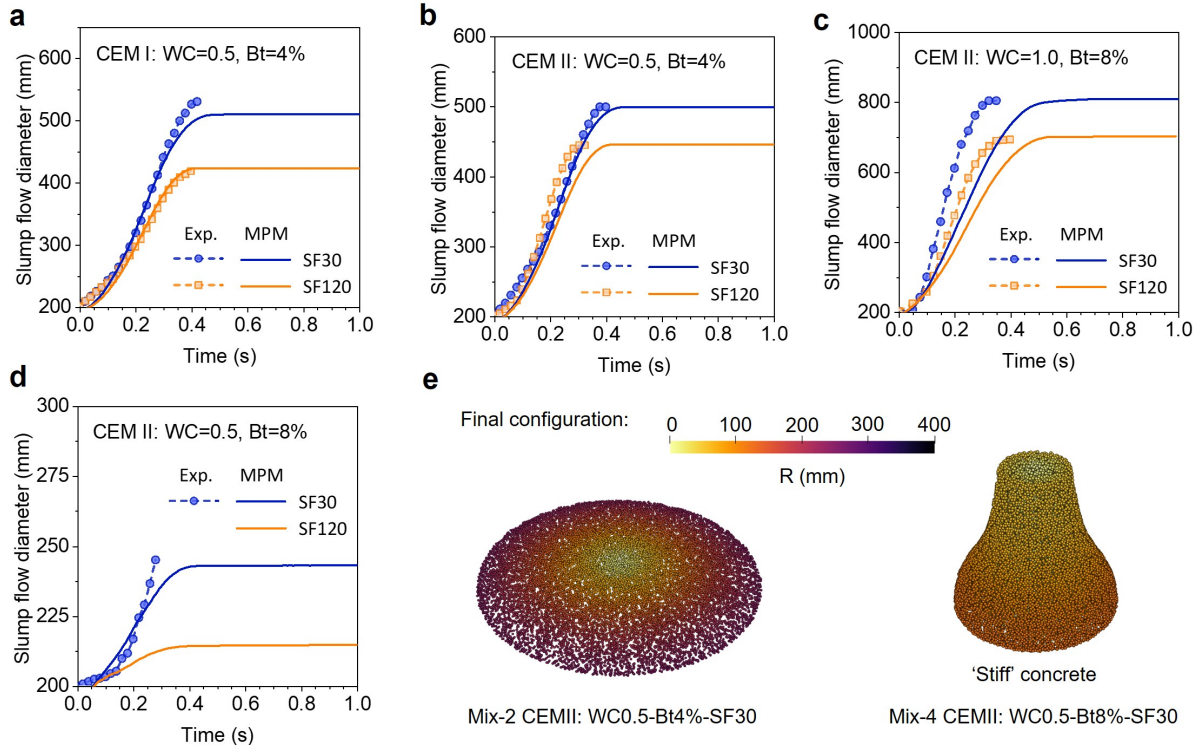 a
CEM I: WC=0.5, Bt=4%
Slump flow diameter (mm)
600
500
400
300
200
Exp. MPM
SF30
SF120
0.0 0.2 0.4 0.6 0.8 1.0
Time (s)
b
CEM II: WC=0.5, Bt=4%
Slump flow diameter (mm)
600
500
400
300
200
Exp. MPM
SF30
SF120
0.0 0.2 0.4 0.6 0.8 1.0
Time (s)
c
CEM II: WC=1.0, Bt=8%
Slump flow diameter (mm)
1000
800
600
400
200
Exp. MPM
SF30
SF120
0.0 0.2 0.4 0.6 0.8 1.0
Time (s)
d
CEM II: WC=0.5, Bt=8%
Slump flow diameter (mm)
300
275
250
225
200
Exp. MPM
SF30
SF120
0.0 0.2 0.4 0.6 0.8 1.0
Time (s)
e
Final configuration:
0 100 200 300 400
R (mm)
'Stiff' concrete
Mix-2 CEMII: WC0.5-Bt4%-SF30
Mix-4 CEMII: WC0.5-Bt8%-SF30